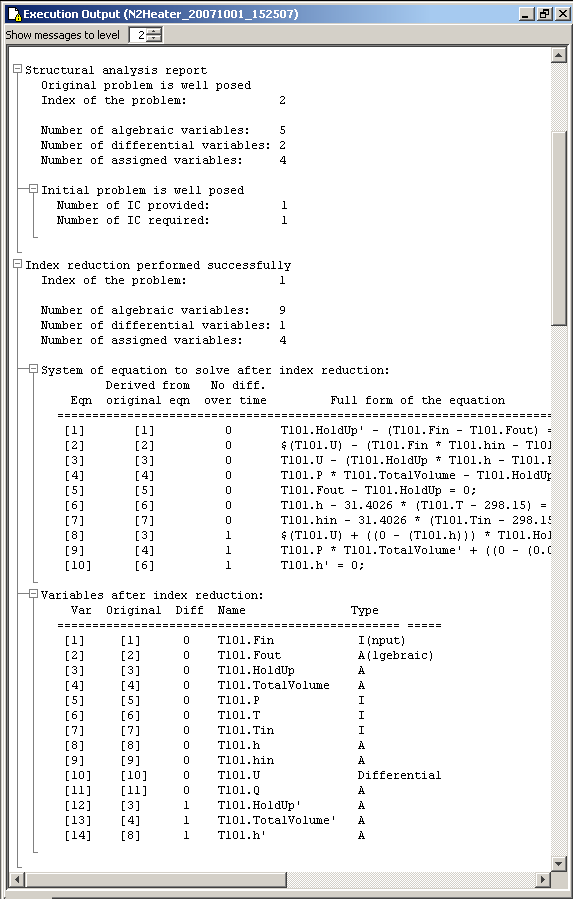 Execution Output (N2Heater_20071001_152507)
Show messages to level 2
Structural analysis report
Original problem is well posed
Index of the problem: 2
Number of algebraic variables: 5
Number of differential variables: 2
Number of assigned variables: 4
Initial problem is well posed
Number of IC provided: 1
Number of IC required: 1
Index reduction performed successfully
Index of the problem: 1
Number of algebraic variables: 9
Number of differential variables: 1
Number of assigned variables: 4
System of equation to solve after index reduction:
Derived from No diff.
Eqn original eqn over time Full form of the equation
================================================================
[1] [1] 0 T101.HoldUp' - (T101.Fin - T101.Fout) =
[2] [2] 0 $(T101.U) - (T101.Fin * T101.hin - T101
[3] [3] 0 T101.U - (T101.HoldUp * T101.h - T101.P
[4] [4] 0 T101.P * T101.TotalVolume - T101.HoldUp
[5] [5] 0 T101.Fout - T101.HoldUp = 0;
[6] [6] 0 T101.h - 31.4026 * (T101.T - 298.15) =
[7] [7] 0 T101.hin - 31.4026 * (T101.Tin - 298.15
[8] [3] 1 $(T101.U) + ((0 - (T101.h))) * T101.Hol
[9] [4] 1 T101.P * T101.TotalVolume' + ((0 - (0.0
[10] [6] 1 T101.h' = 0;
Variables after index reduction:
Var Original Diff Name Type
================================================= =====
[1] [1] 0 T101.Fin I(nput)
[2] [2] 0 T101.Fout A(lgebraic)
[3] [3] 0 T101.HoldUp A
[4] [4] 0 T101.TotalVolume A
[5] [5] 0 T101.P I
[6] [6] 0 T101.T I
[7] [7] 0 T101.Tin I
[8] [8] 0 T101.h A
[9] [9] 0 T101.hin A
[10] [10] 0 T101.U Differential
[11] [11] 0 T101.Q A
[12] [3] 1 T101.HoldUp' A
[13] [4] 1 T101.TotalVolume' A
[14] [8] 1 T101.h' A